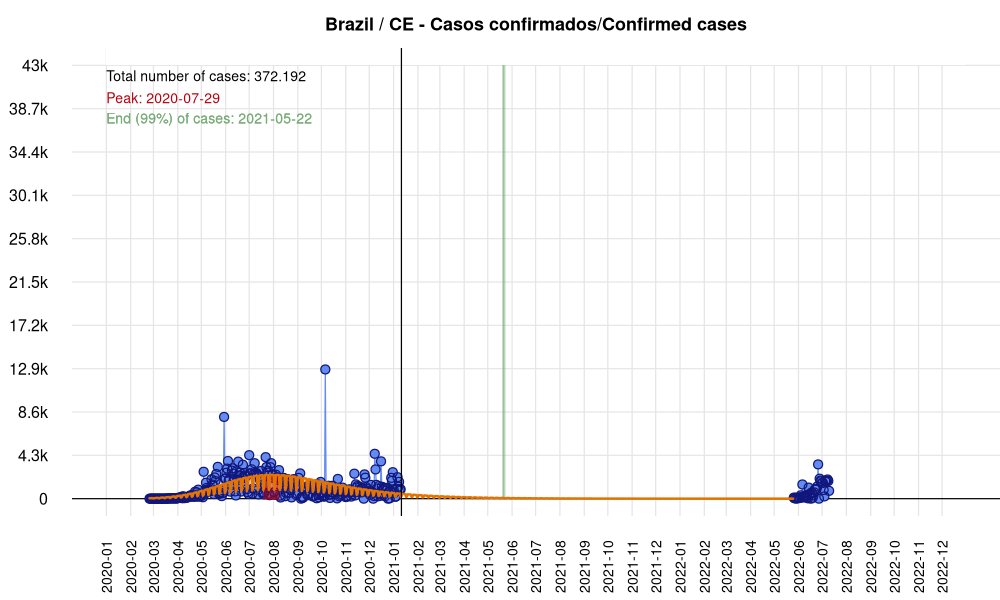 Brazil / CE - Casos confirmados/Confirmed cases
43k
38.7k
34.4k
30.1k
25.8k
21.5k
17.2k
12.9k
8.6k
4.3k
0
Total number of cases: 372.192
Peak: 2020-07-29
End (99%) of cases: 2021-05-22
2020-01
2020-02
2020-03
2020-04
2020-05
2020-06
2020-07
2020-08
2020-09
2020-10
2020-11
2020-12
2021-01
2021-02
2021-03
2021-04
2021-05
2021-06
2021-07
2021-08
2021-09
2021-10
2021-11
2021-12
2022-01
2022-02
2022-03
2022-04
2022-05
2022-06
2022-07
2022-08
2022-09
2022-10
2022-11
2022-12